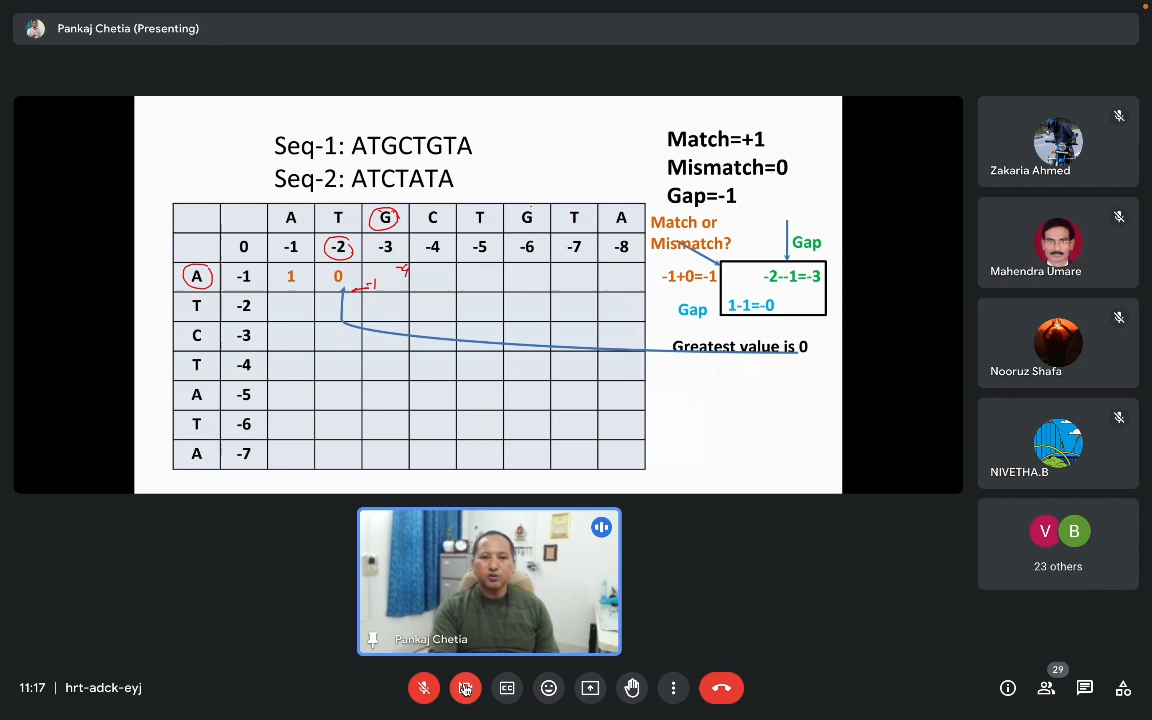 Pankaj Chetia (Presenting)
Seq-1: ATGCTGTA
Seq-2: ATCTATA
Match=+1
Mismatch=0
Gap=-1
A T G C T G T A
0 -1 -2 -3 -4 -5 -6 -7 -8
A -1 1 0 -4
-1
T -2
C -3
T -4
A -5
T -6
A -7
Match or
Mismatch?
Gap
-1+0=-1
-2--1=-3
Gap
1-1=-0
Greatest value is 0
Zakaria Ahmed
Mahendra Umare
Nooruz Shafa
NIVETHA.B
V B
23 others
Pankaj Chetia
11:17 | hrt-adck-eyj
CC
29